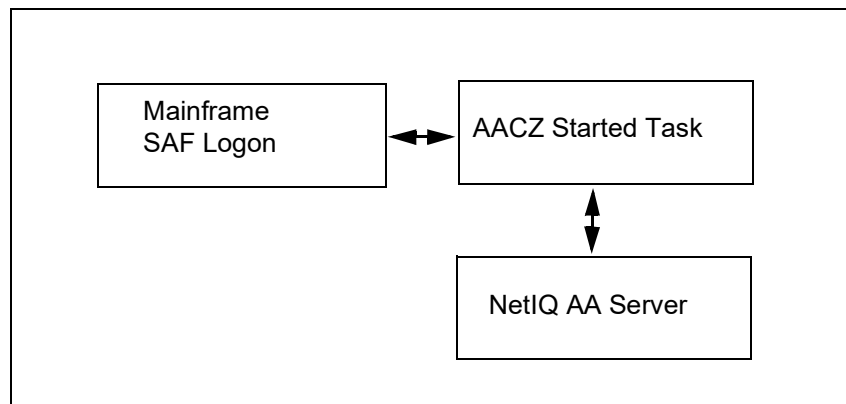 Mainframe
SAF Logon
AACZ Started Task
NetIQ AA Server